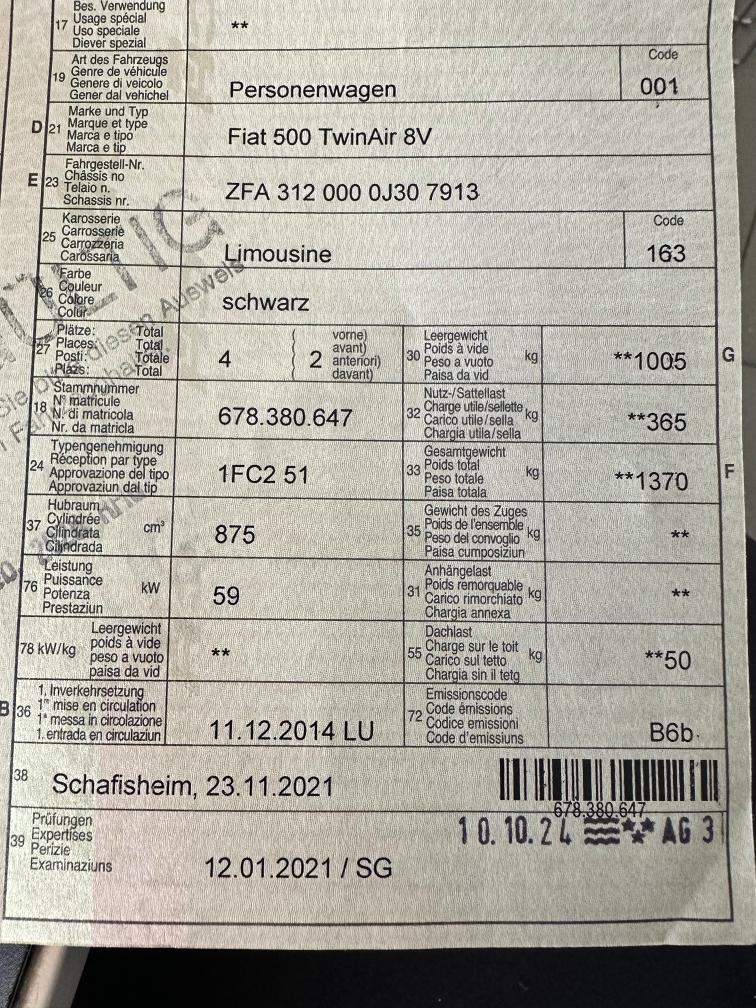 Bes. Verwendung
17 Usage spécial
Uso speciale
Diever spezial
**
Art des Fahrzeugs
19 Genre de véhicule
Genere di veicolo
Gener dal vehichel
Personenwagen
Code
001
Marke und Typ
D 21 Marque et type
Marca e tipo
Marca e tip
Fiat 500 TwinAir 8V
Fahrgestell-Nr.
E 23 Châssis no
Telaio n.
Schassis nr.
ZFA 312 000 0J30 7913
Karosserie
25 Carrosserie
Carrozzeria
Carossaria
Limousine
Code
163
Farbe
26 Couleur
Colore
Colur
schwarz
Plätze: Total
27 Places: Total
Posti: Totale
Plazs: Total
4
( 2
vorne)
avant)
anteriori)
davant)
Leergewicht
30 Poids à vide kg
Peso a vuoto
Paisa da vid
**1005
G
Stammnummer
18 N° matricule
N. di matricola
Nr. da matricla
678.380.647
Nutz-/Sattellast
32 Charge utile/sellette kg
Carico utile/sella
Chargia utila/sella
**365
Typengenehmigung
24 Réception par type
Approvazione del tipo
Approvaziun dal tip
1FC2 51
Gesamtgewicht
33 Poids total kg
Peso totale
Paisa totala
**1370
F
Hubraum
37 Cylindrée cm³
Cilindrata
Cilindrada
875
Gewicht des Zuges
35 Poids de l'ensemble kg
Peso del convoglio
Paisa cumposiziun
**
Leistung
76 Puissance kW
Potenza
Prestaziun
59
Anhängelast
31 Poids remorquable kg
Carico rimorchiato
Chargia annexa
**
Leergewicht
78 kW/kg poids à vide
peso a vuoto
paisa da vid
**
Dachlast
55 Charge sur le toit kg
Carico sul tetto
Chargia sin il tetg
**50
1. Inverkehrsetzung
B 36 1re mise en circulation
1a messa in circolazione
1. entrada en circulaziun
11.12.2014 LU
Emissionscode
72 Code émissions
Codice emissioni
Code d'emissiuns
B6b
38 Schafisheim, 23.11.2021
678.380.647
10.10.24 AG 3
Prüfungen
39 Expertises
Perizie
Examinaziuns
12.01.2021 / SG
diesen Ausweis